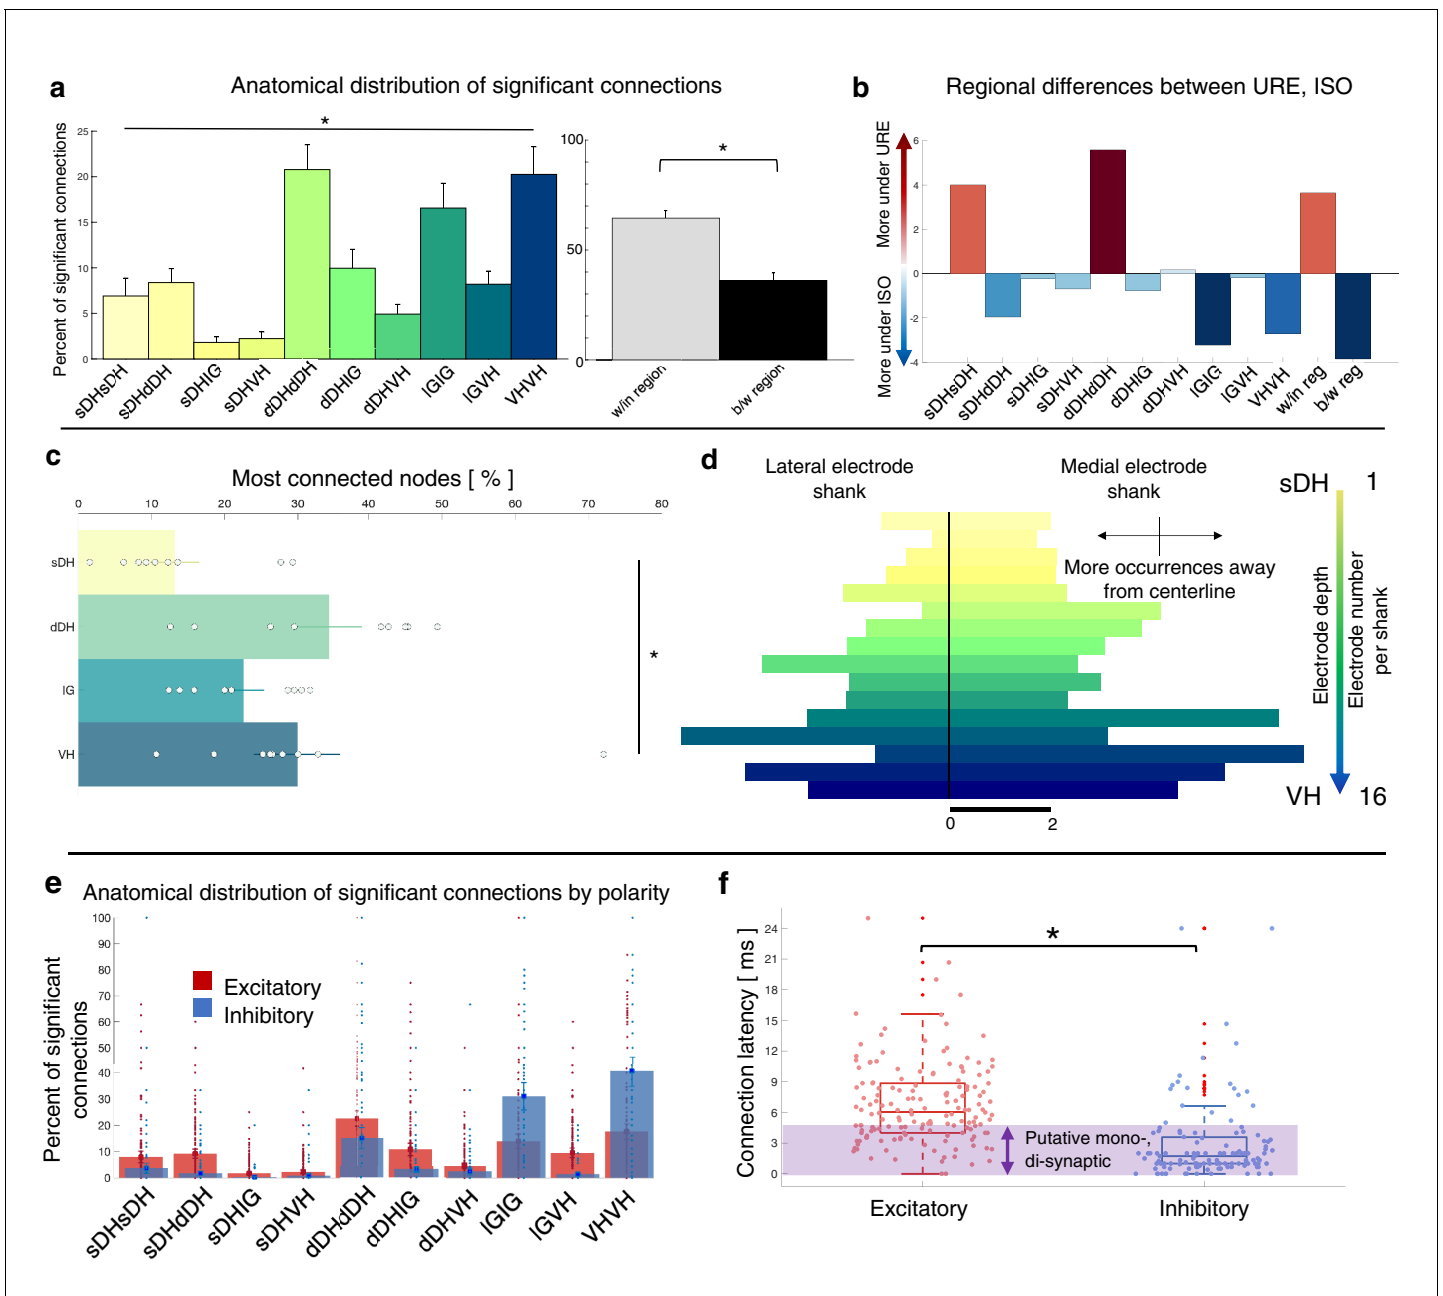 a
Anatomical distribution of significant connections
Percent of significant connections
25
20
15
10
5
0
*
sDHsDH
sDHdDH
sDHIG
sDHVH
dDHdDH
dDHIG
dDHVH
IGIG
IGVH
VHVH
100
50
0
*
w/in region
b/w region
b
Regional differences between URE, ISO
More under URE
More under ISO
6
4
2
0
-2
-4
sDHsDH
sDHdDH
sDHIG
sDHVH
dDHdDH
dDHIG
dDHVH
IGIG
IGVH
VHVH
w/in reg
b/w reg
c
Most connected nodes [ % ]
0 10 20 30 40 50 60 70 80
sDH
dDH
IG
VH
*
d
Lateral electrode
shank
Medial electrode
shank
More occurrences away
from centerline
0 2
sDH 1
Electrode depth
Electrode number
per shank
VH 16
e
Anatomical distribution of significant connections by polarity
Percent of significant
connections
100
90
80
70
60
50
40
30
20
10
0
Excitatory
Inhibitory
sDHsDH
sDHdDH
sDHIG
sDHVH
dDHdDH
dDHIG
dDHVH
IGIG
IGVH
VHVH
f
Connection latency [ ms ]
24
21
18
15
12
9
6
3
0
*
Putative mono-,
di-synaptic
Excitatory
Inhibitory